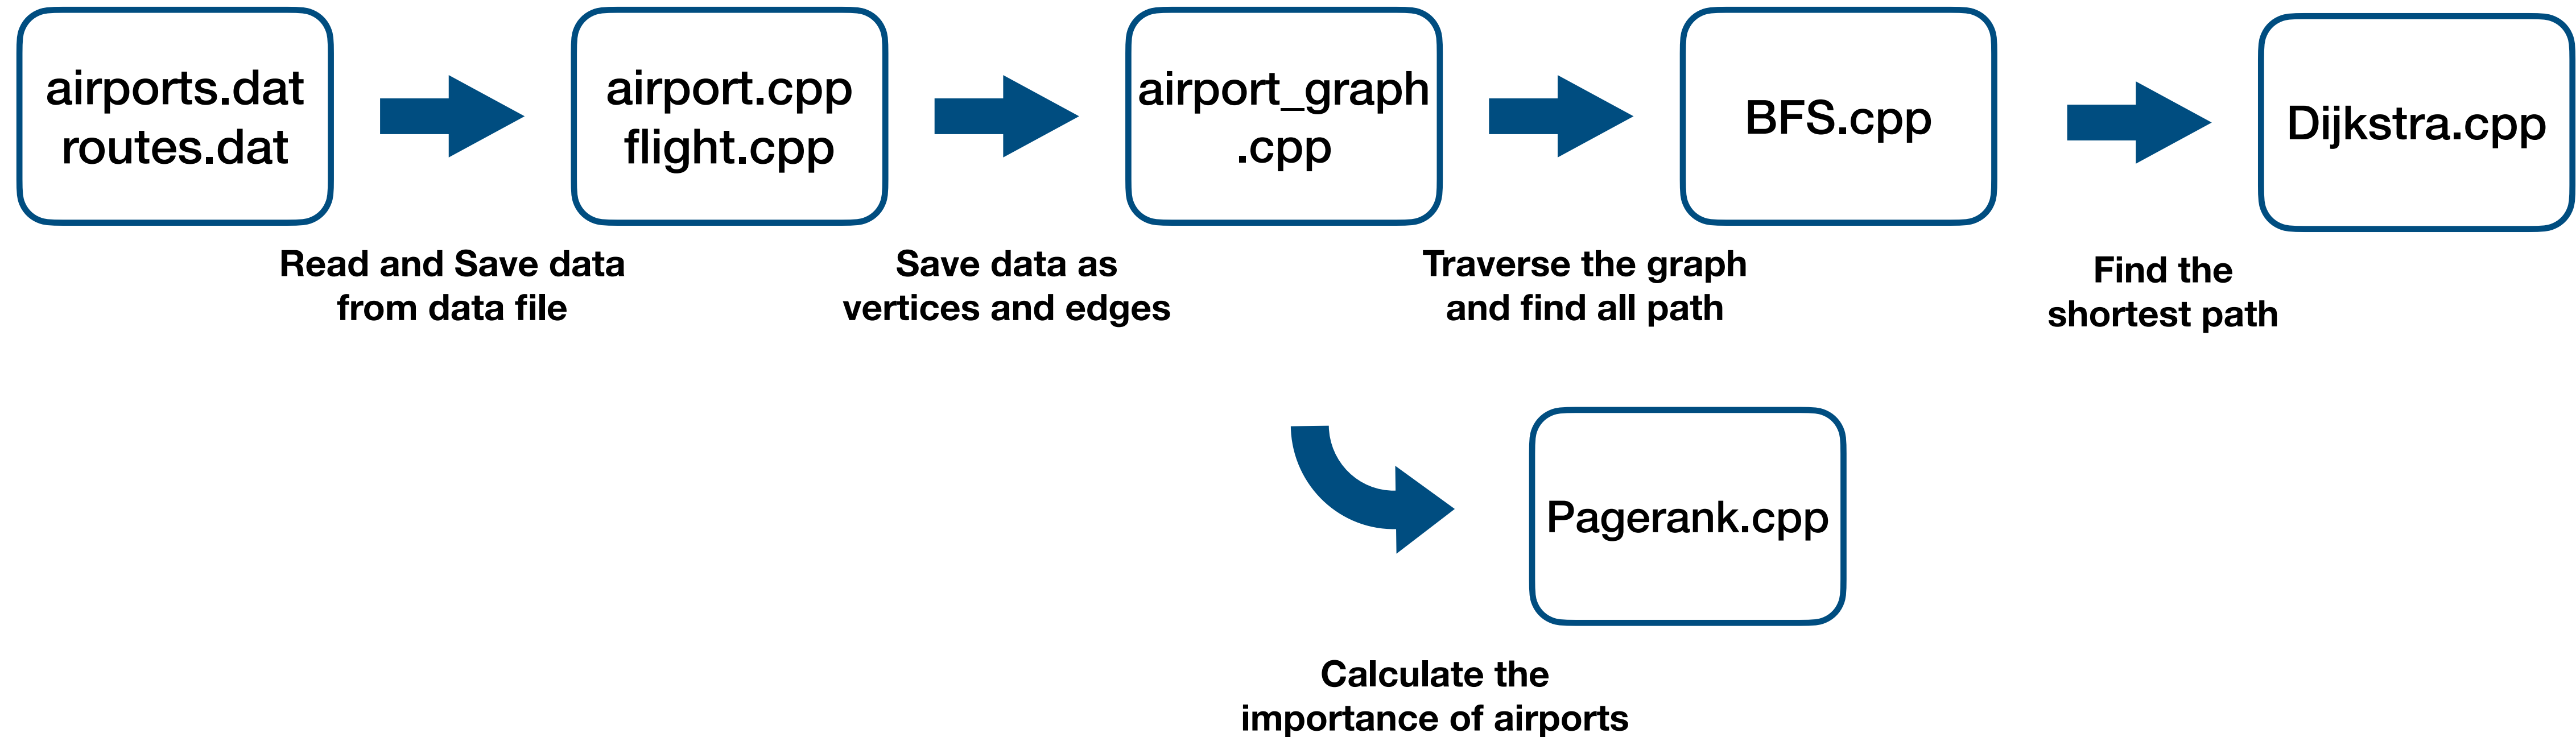 airports.dat
routes.dat
airport.cpp
flight.cpp
airport_graph
.cpp
BFS.cpp
Dijkstra.cpp
Read and Save data
from data file
Save data as
vertices and edges
Traverse the graph
and find all path
Find the
shortest path
Pagerank.cpp
Calculate the
importance of airports